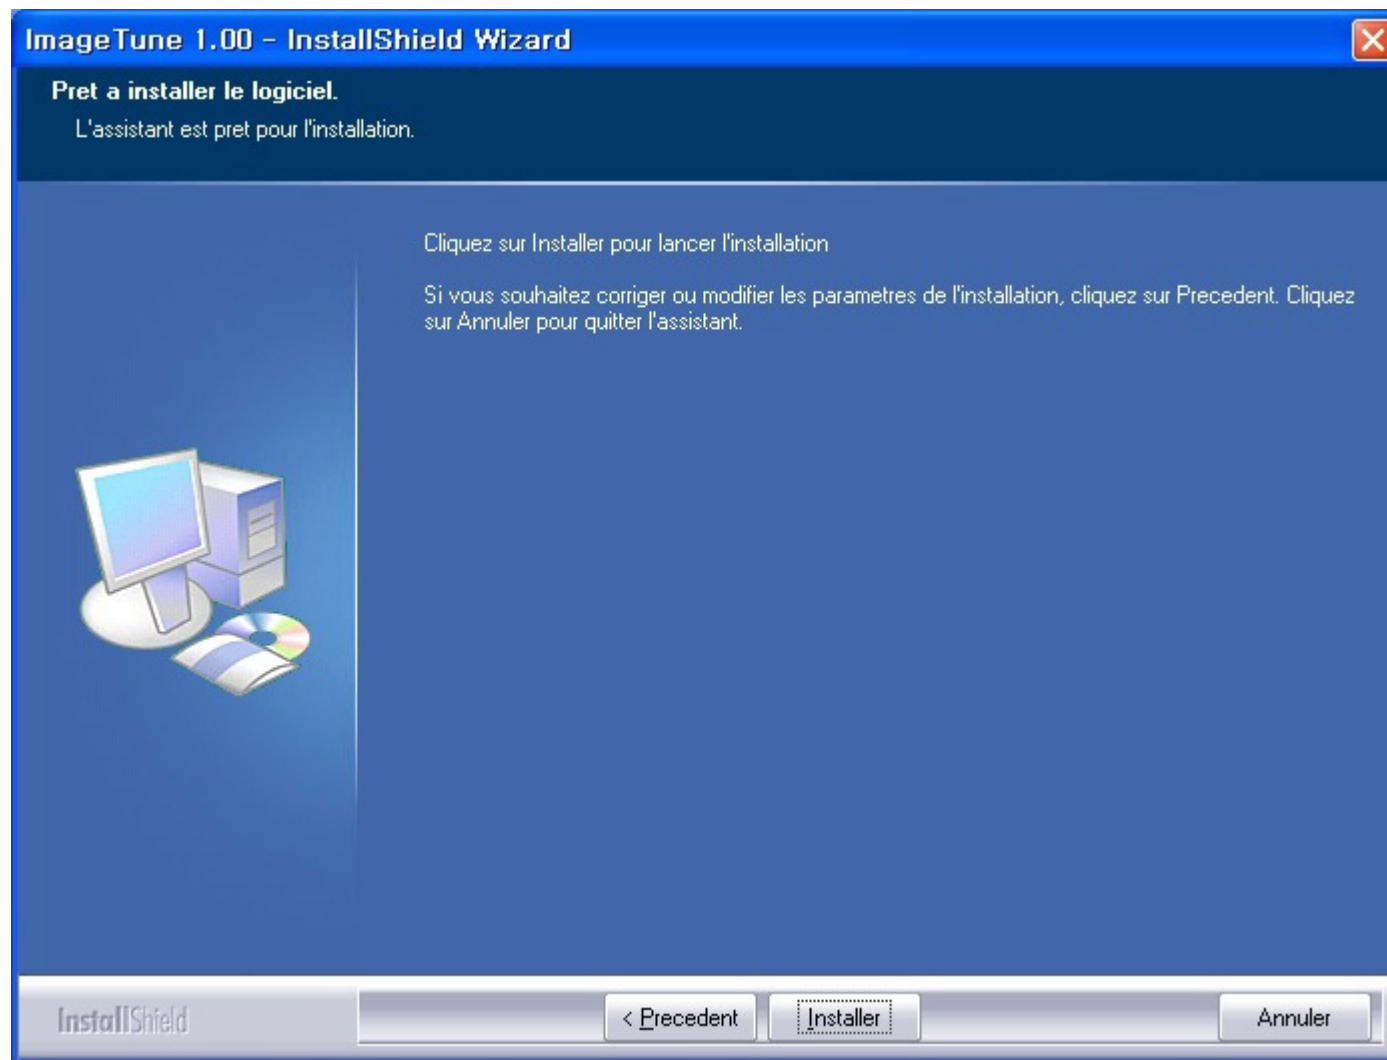 ImageTune 1.00 - InstallShield Wizard
Pret a installer le logiciel.
L'assistant est pret pour l'installation.
Cliquez sur Installer pour lancer l'installation
Si vous souhaitez corriger ou modifier les parametres de l'installation, cliquez sur Precedent. Cliquez
sur Annuler pour quitter l'assistant.
InstallShield
< Precedent
Installer
Annuler